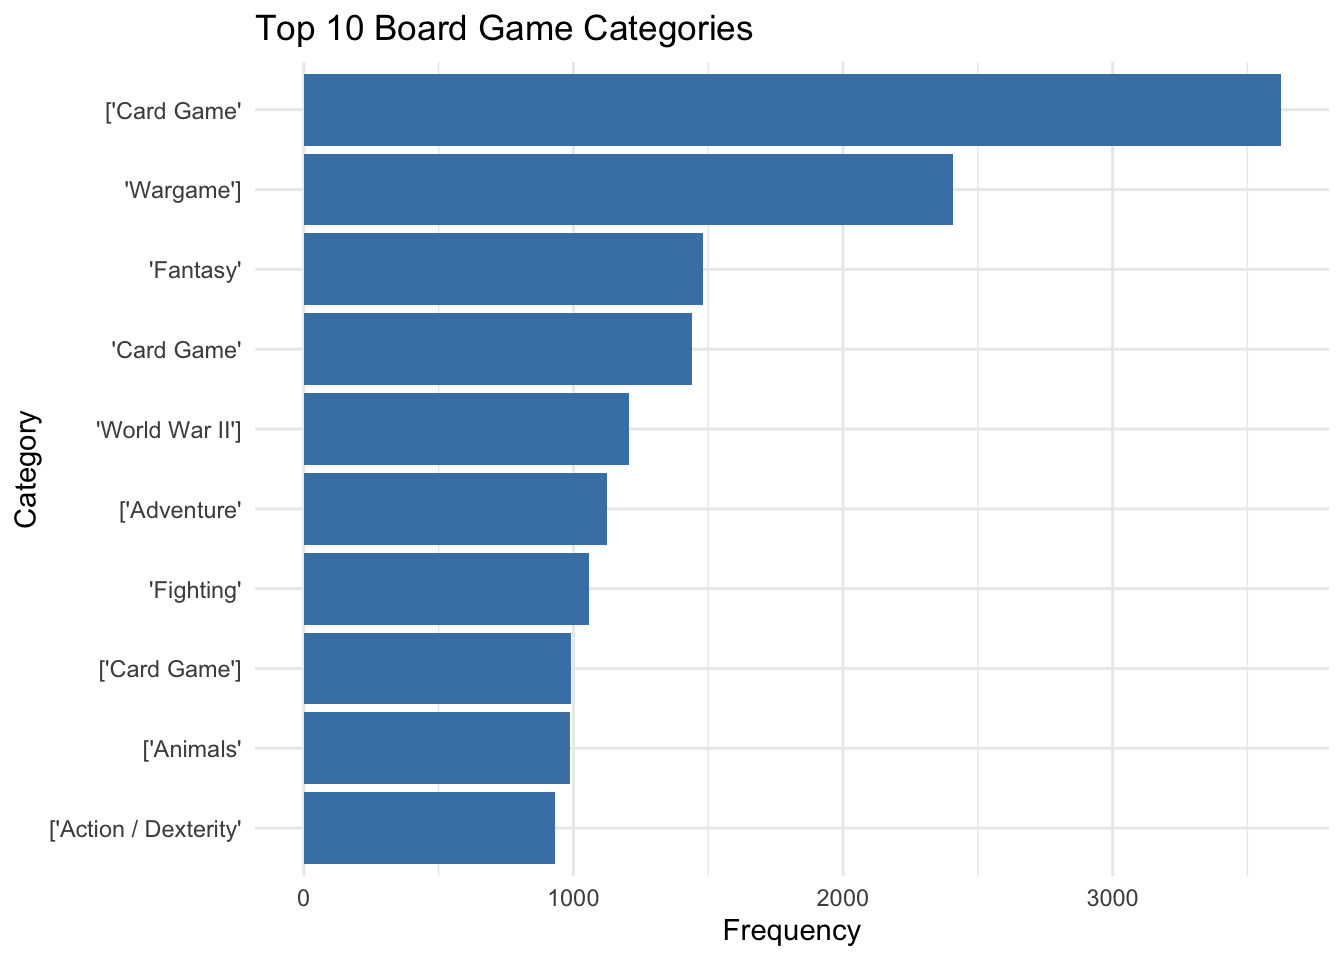 Top 10 Board Game Categories
['Card Game'
'Wargame']
'Fantasy'
'Card Game'
'World War II']
['Adventure'
'Fighting'
['Card Game']
['Animals'
['Action / Dexterity'
Category
0 1000 2000 3000
Frequency